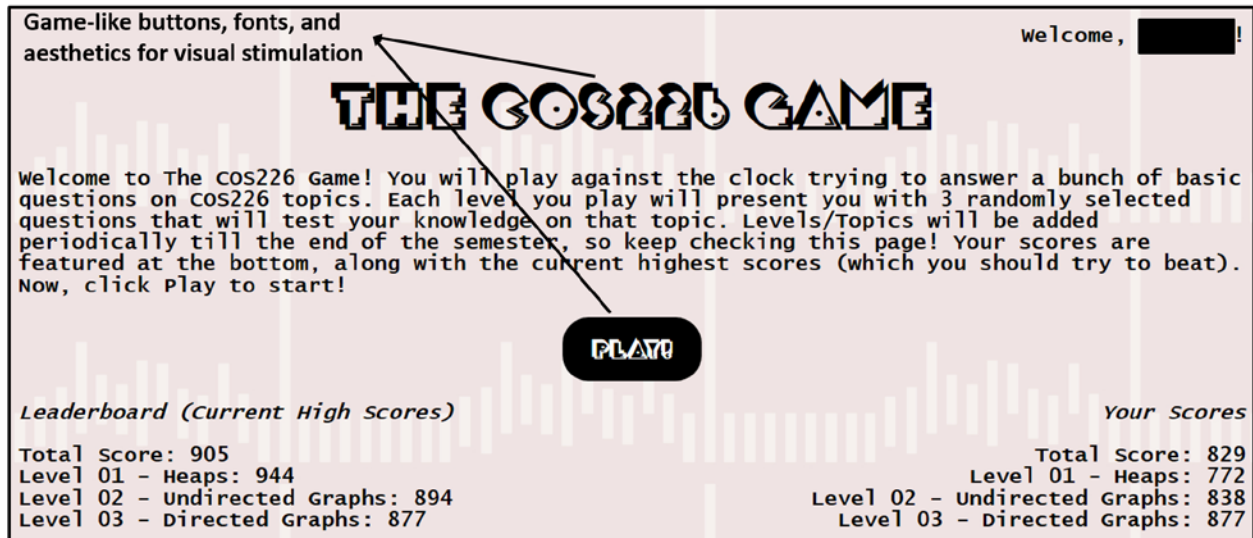 Game-like buttons, fonts, and
aesthetics for visual stimulation
Welcome, !
THE COS226 GAME
Welcome to The COS226 Game! You will play against the clock trying to answer a bunch of basic
questions on COS226 topics. Each level you play will present you with 3 randomly selected
questions that will test your knowledge on that topic. Levels/Topics will be added
periodically till the end of the semester, so keep checking this page! Your scores are
featured at the bottom, along with the current highest scores (which you should try to beat).
Now, click Play to start!
PLAY!
Leaderboard (Current High Scores)
Total Score: 905
Level 01 – Heaps: 944
Level 02 – Undirected Graphs: 894
Level 03 – Directed Graphs: 877
Your Scores
Total Score: 829
Level 01 – Heaps: 772
Level 02 – Undirected Graphs: 838
Level 03 – Directed Graphs: 877